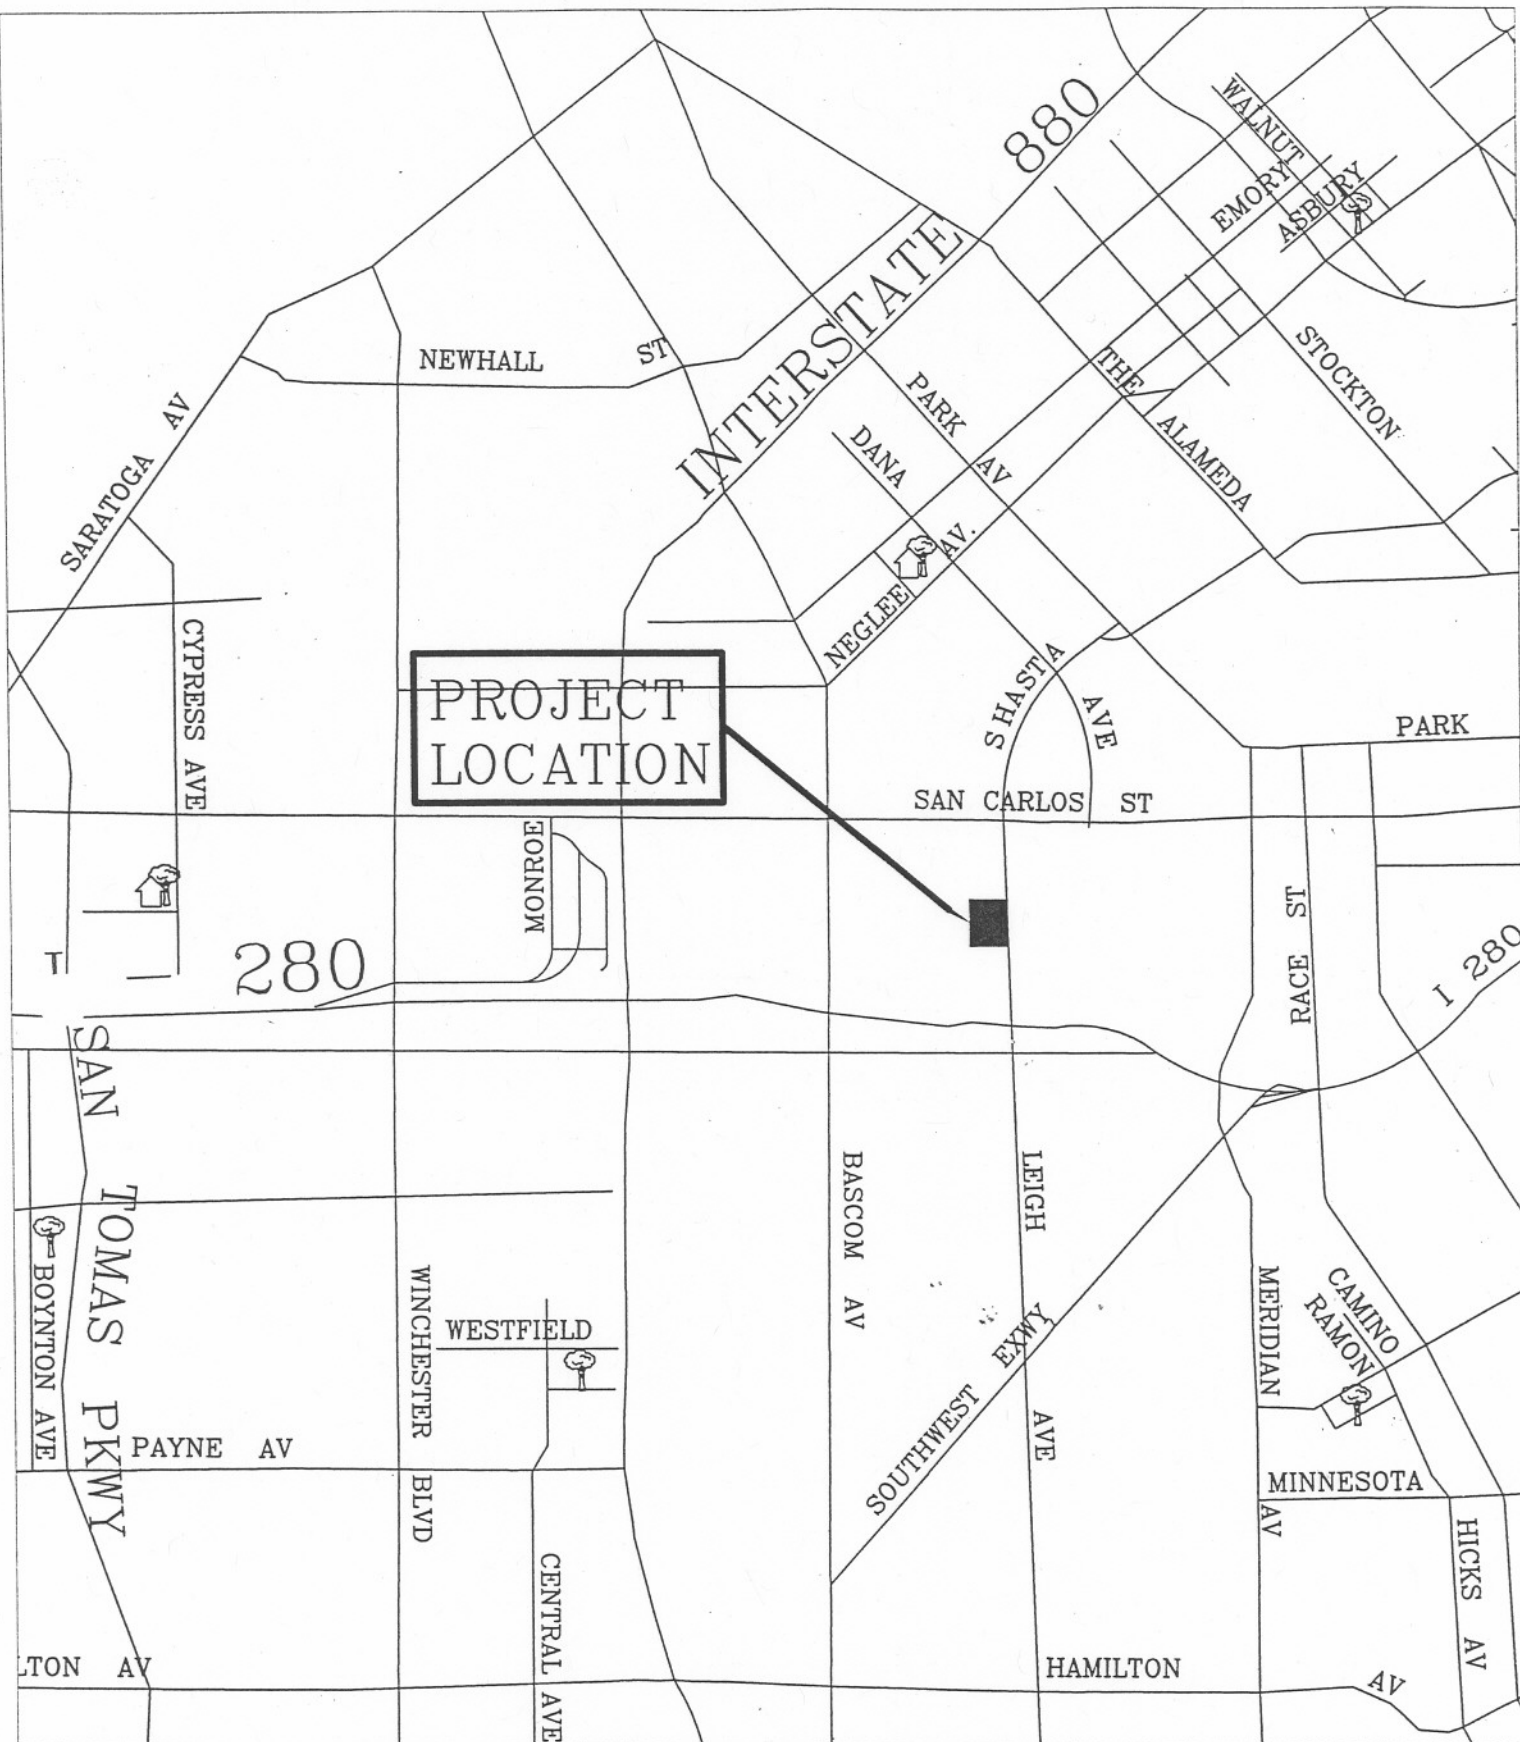 880
WALNUT
EMORY
ASBURY
INTERSTATE
NEWHALL ST
THE ALAMEDA
STOCKTON
PARK AV
DANA
SARATOGA AV
NEGLEE AV.
CYPRESS AVE
PROJECT
LOCATION
SHASTA AVE
PARK
SAN CARLOS ST
MONROE
RACE ST
T
280
I 280
SAN TOMAS PKWY
BASCOM AV
LEIGH AVE
BOYNTON AVE
WINCHESTER BLVD
WESTFIELD
SOUTHWEST EXWY
MERIDIAN AV
CAMINO
RAMON
PAYNE AV
MINNESOTA
HICKS AV
CENTRAL AVE
LTON AV
HAMILTON AV